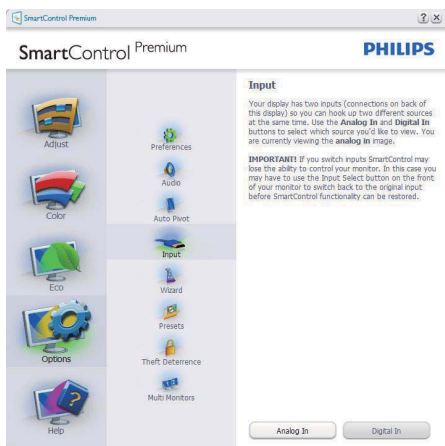 SmartControl Premium
SmartControl Premium
PHILIPS
Adjust
Color
Eco
Options
Help
Preferences
Audio
Auto Pivot
Input
Wizard
Presets
Theft Deterrence
Multi Monitors
Input
Your display has two inputs (connections on back of
this display) so you can hook up two different sources
at the same time. Use the Analog In and Digital In
buttons to select which source you'd like to view. You
are currently viewing the analog in image.
IMPORTANT! If you switch inputs SmartControl may
lose the ability to control your monitor. In this case you
may have to use the Input Select button on the front
of your monitor to switch back to the original input
before SmartControl functionality can be restored.
Analog In
Digital In